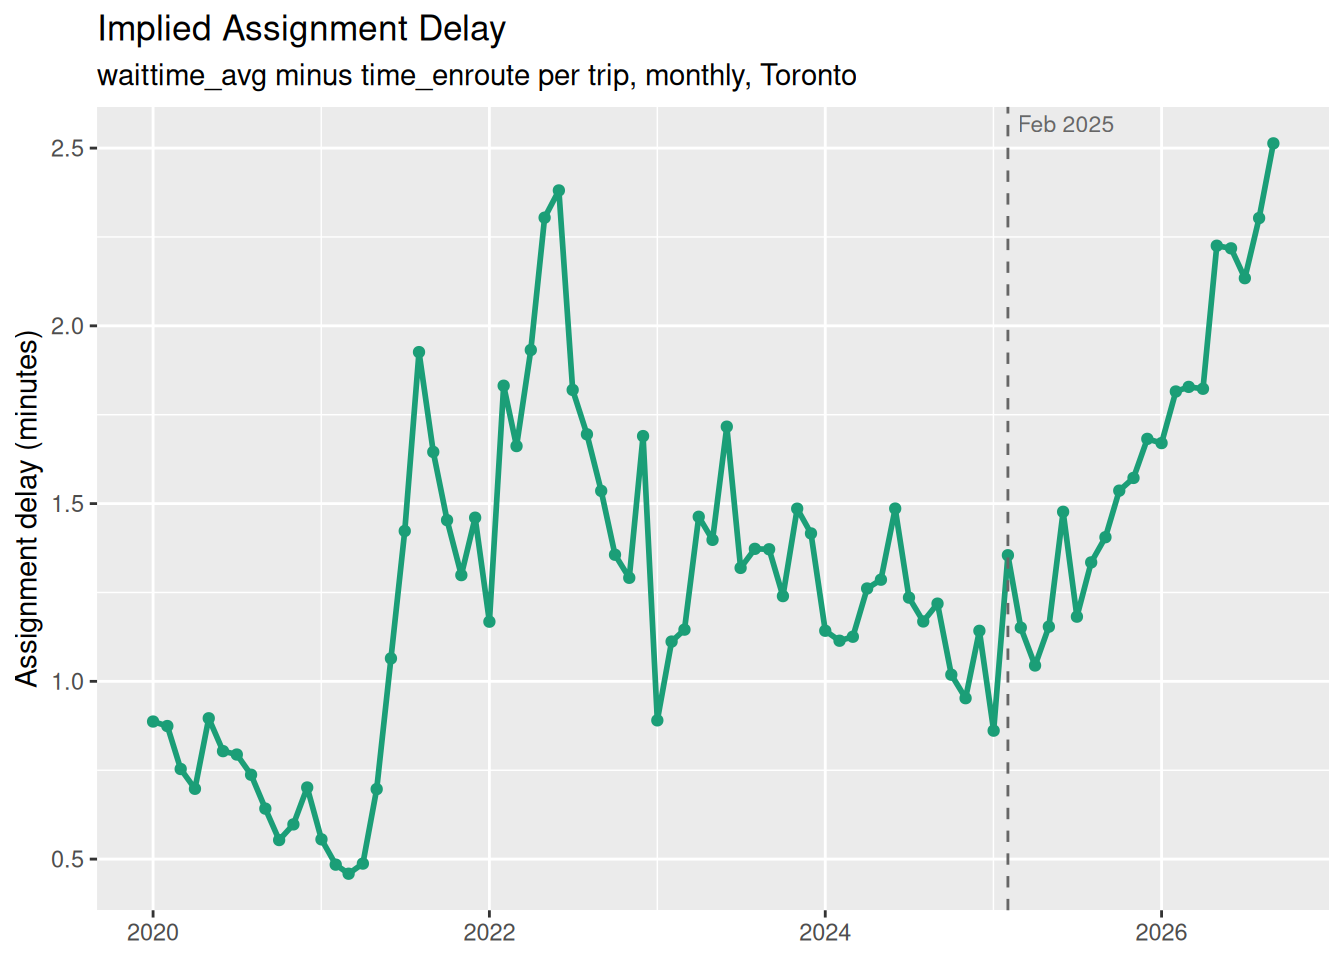 Implied Assignment Delay
waittime_avg minus time_enroute per trip, monthly, Toronto
Feb 2025
2.5
2.0
1.5
1.0
0.5
Assignment delay (minutes)
2020
2022
2024
2026